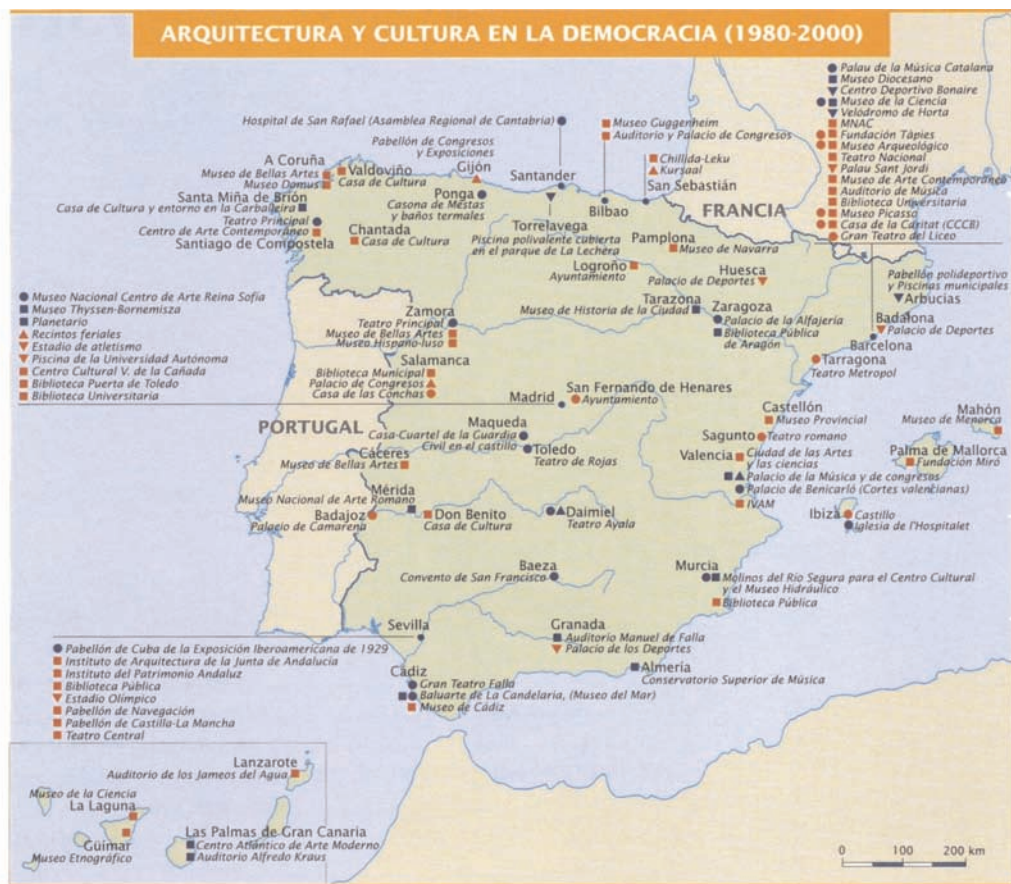 ARQUITECTURA Y CULTURA EN LA DEMOCRACIA (1980-2000)
Palau de la Música Catalana
Museo Diocesano
Centro Deportivo Bonaire
Museo de la Ciencia
Velódromo de Horta
MNAC
Fundación Tàpies
Museo Arqueológico
Teatro Nacional
Palau Sant Jordi
Museo de Arte Contemporáneo
Auditorio de Música
Biblioteca Universitaria
Museo Picasso
Casa de la Caritat (CCCB)
Gran Teatro del Liceo
Hospital de San Rafael (Asamblea Regional de Cantabria)
Museo Guggenheim
Auditorio y Palacio de Congresos
Pabellón de Congresos
y Exposiciones
Gijón
A Coruña
Museo de Bellas Artes
Museo Domus
Valdoviño
Casa de Cultura
Santander
Chillida-Leku
Kursaal
San Sebastián
Bilbao
FRANCIA
Santa Miña de Brión
Casa de Cultura y entorno en la Carballeira
Teatro Principal
Centro de Arte Contemporáneo
Santiago de Compostela
Ponga
Casona de Mestas
y baños termales
Chantada
Casa de Cultura
Torrelavega
Piscina polivalente cubierta
en el parque de La Lechera
Pamplona
Museo de Navarra
Logroño
Ayuntamiento
Huesca
Palacio de Deportes
Pabellón polideportivo
y Piscinas municipales
Arbucias
Badalona
Palacio de Deportes
Barcelona
Tarazona
Museo de Historia de la Ciudad
Zaragoza
Palacio de la Alfajería
Biblioteca Pública
de Aragón
Tarragona
Teatro Metropol
Museo Nacional Centro de Arte Reina Sofía
Museo Thyssen-Bornemisza
Planetario
Recintos feriales
Estadio de atletismo
Piscina de la Universidad Autónoma
Centro Cultural V. de la Cañada
Biblioteca Puerta de Toledo
Biblioteca Universitaria
Zamora
Teatro Principal
Museo de Bellas Artes
Museo Hispano-luso
Salamanca
Biblioteca Municipal
Palacio de Congresos
Casa de las Conchas
Madrid
San Fernando de Henares
Ayuntamiento
PORTUGAL
Maqueda
Casa-Cuartel de la Guardia
Civil en el castillo
Toledo
Teatro de Rojas
Castellón
Museo Provincial
Sagunto
Teatro romano
Valencia
Ciudad de las Artes
y las ciencias
Palacio de la Música y de congresos
Palacio de Benicarló (Cortes valencianas)
IVAM
Mahón
Museo de Menorca
Palma de Mallorca
Fundación Miró
Ibiza
Castillo
Iglesia de l'Hospitalet
Cáceres
Museo de Bellas Artes
Mérida
Museo Nacional de Arte Romano
Badajoz
Palacio de Camarena
Don Benito
Casa de Cultura
Daimiel
Teatro Ayala
Baeza
Convento de San Francisco
Murcia
Molinos del Río Segura para el Centro Cultural
y el Museo Hidráulico
Biblioteca Pública
Sevilla
Pabellón de Cuba de la Exposición Iberoamericana de 1929
Instituto de Arquitectura de la Junta de Andalucía
Instituto del Patrimonio Andaluz
Biblioteca Pública
Estadio Olímpico
Pabellón de Navegación
Pabellón de Castilla-La Mancha
Teatro Central
Granada
Auditorio Manuel de Falla
Palacio de los Deportes
Almería
Conservatorio Superior de Música
Cádiz
Gran Teatro Falla
Baluarte de La Candelaria, (Museo del Mar)
Museo de Cádiz
Lanzarote
Auditorio de los Jameos del Agua
Museo de la Ciencia
La Laguna
Güímar
Museo Etnográfico
Las Palmas de Gran Canaria
Centro Atlántico de Arte Moderno
Auditorio Alfredo Kraus
0 100 200 km